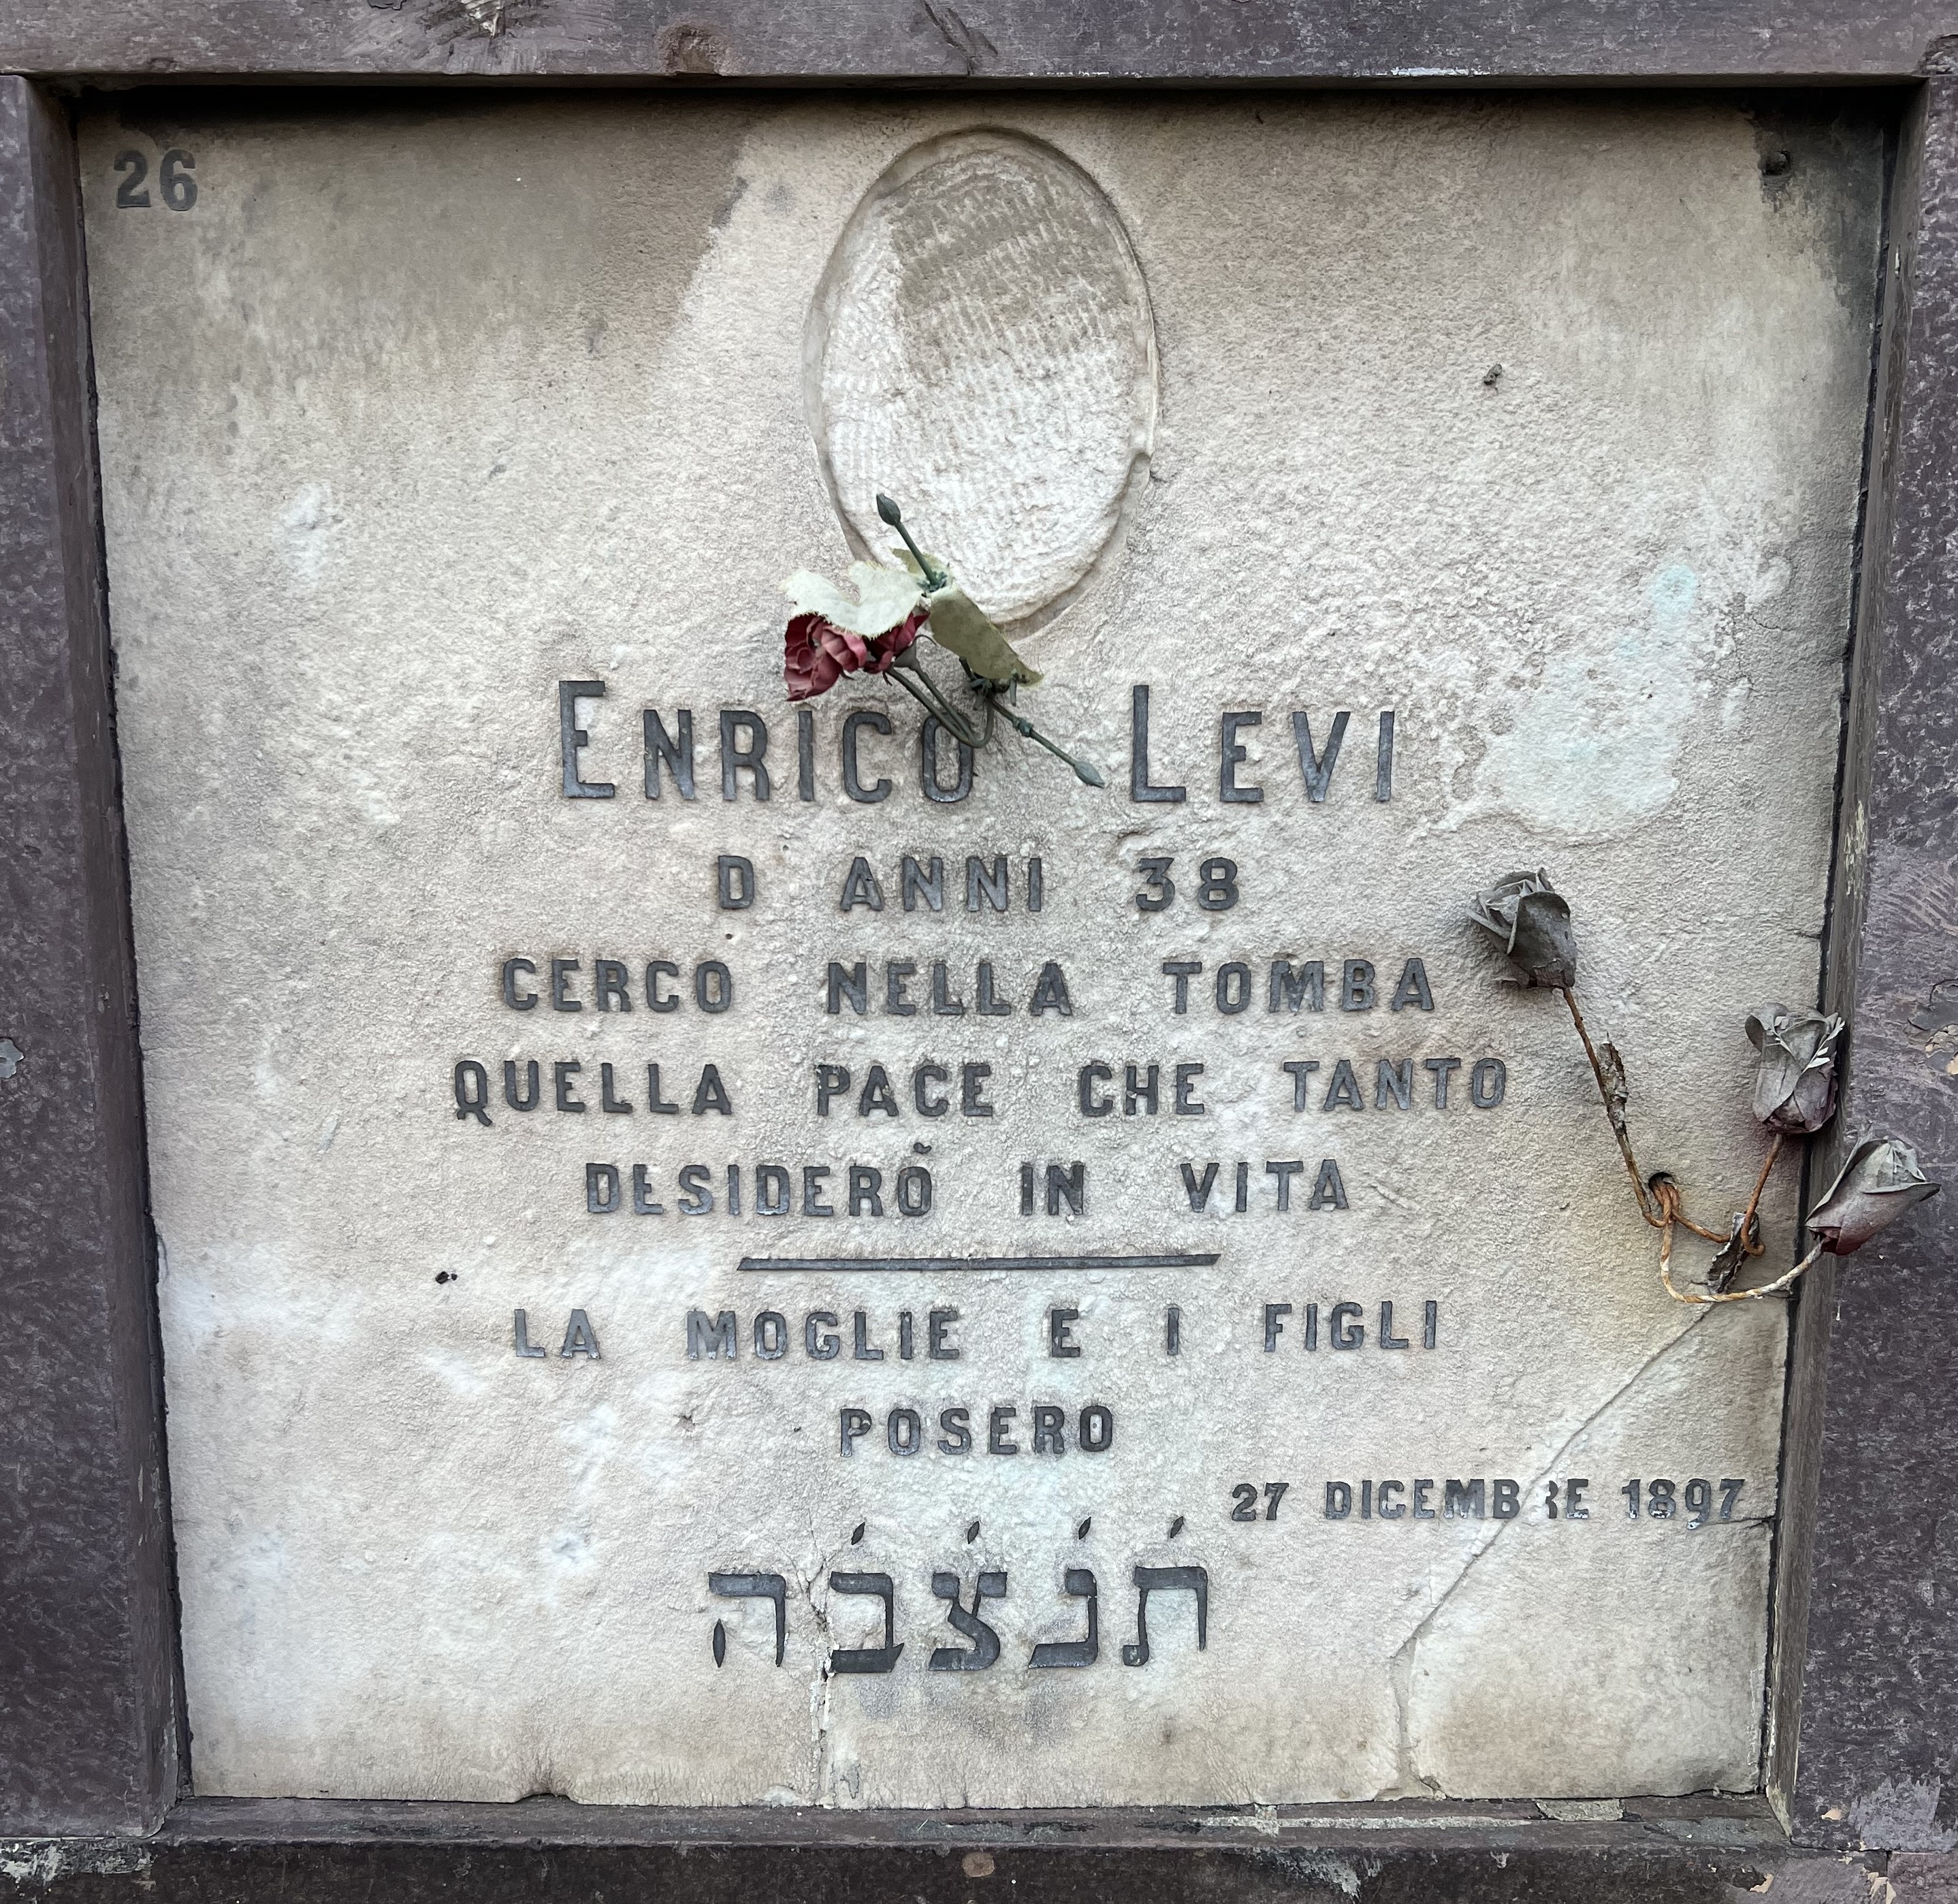 26
ENRICO LEVI
D ANNI 38
CERCO NELLA TOMBA
QUELLA PACE CHE TANTO
DESIDERÒ IN VITA
LA MOGLIE E I FIGLI
POSERO
27 DICEMBRE 1897
ת֗נ֗צ֗ב֗ה